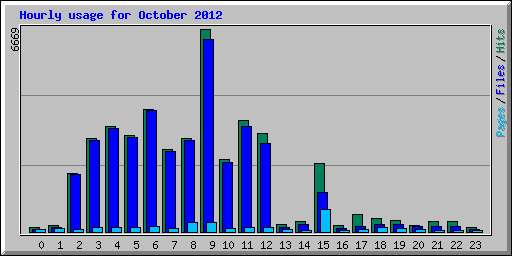 Hourly usage for October 2012
6669
Pages / Files / Hits
0 1 2 3 4 5 6 7 8 9 10 11 12 13 14 15 16 17 18 19 20 21 22 23